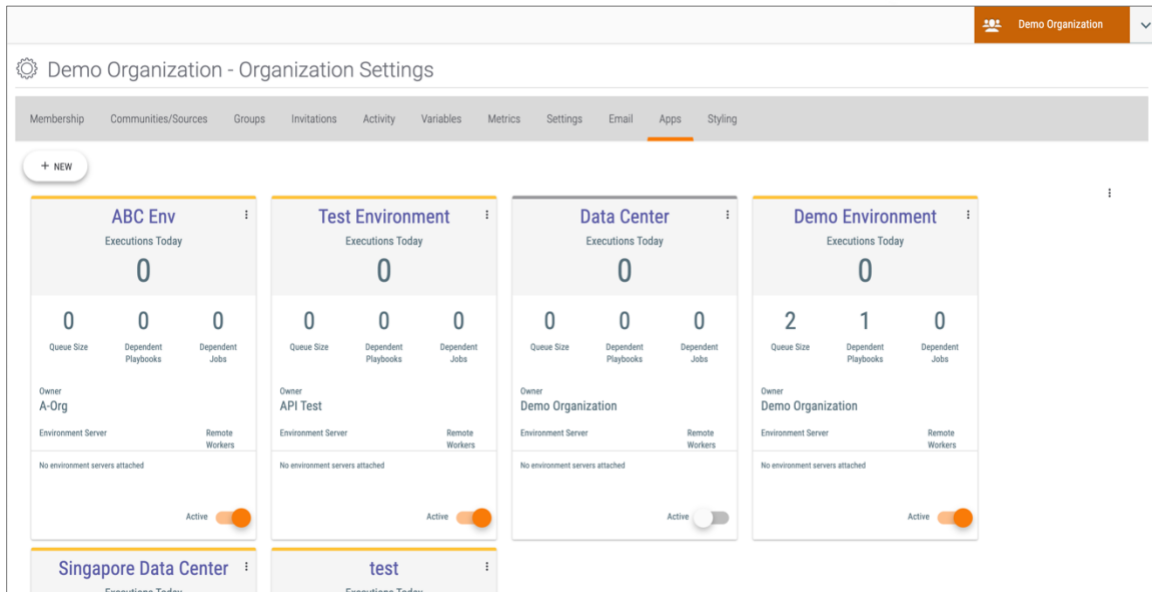 Demo Organization
Demo Organization - Organization Settings
Membership Communities/Sources Groups Invitations Activity Variables Metrics Settings Email Apps Styling
+ NEW
ABC Env
Executions Today
0
0 0 0
Queue Size Dependent Playbooks Dependent Jobs
Owner
A-Org
Environment Server Remote Workers
No environment servers attached
Active
Test Environment
Executions Today
0
0 0 0
Queue Size Dependent Playbooks Dependent Jobs
Owner
API Test
Environment Server Remote Workers
No environment servers attached
Active
Data Center
Executions Today
0
0 0 0
Queue Size Dependent Playbooks Dependent Jobs
Owner
Demo Organization
Environment Server Remote Workers
No environment servers attached
Active
Demo Environment
Executions Today
0
2 1 0
Queue Size Dependent Playbooks Dependent Jobs
Owner
Demo Organization
Environment Server Remote Workers
No environment servers attached
Active
Singapore Data Center
Executions Today
test
Executions Today